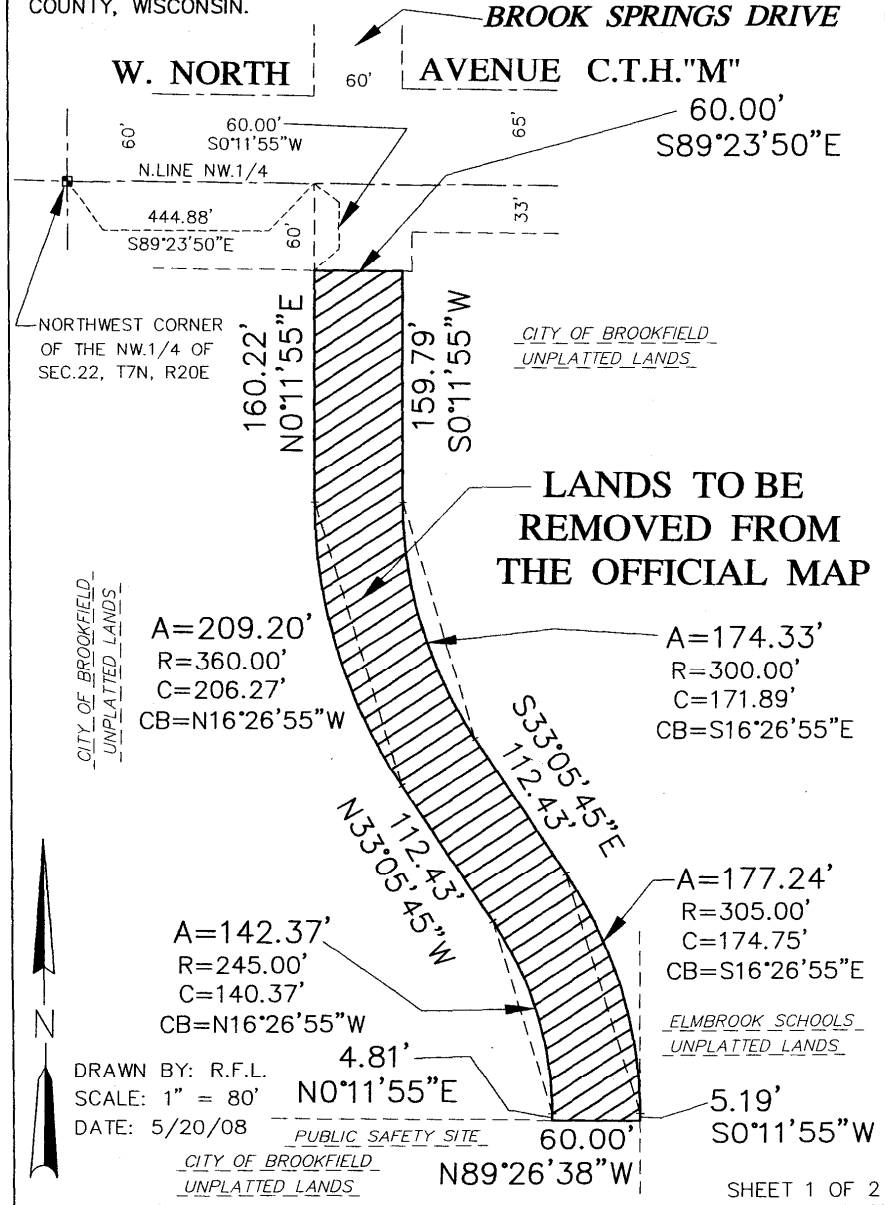 COUNTY, WISCONSIN.
BROOK SPRINGS DRIVE
W. NORTH AVENUE C.T.H."M"
60'
60.00'
S89°23'50"E
60'
60.00'
S0°11'55"W
65'
N.LINE NW.1/4
444.88'
S89°23'50"E
60'
33'
NORTHWEST CORNER
OF THE NW.1/4 OF
SEC.22, T7N, R20E
160.22'
N0°11'55"E
159.79'
S0°11'55"W
CITY OF BROOKFIELD
UNPLATTED LANDS
LANDS TO BE
REMOVED FROM
THE OFFICIAL MAP
CITY OF BROOKFIELD
UNPLATTED LANDS
A=209.20'
R=360.00'
C=206.27'
CB=N16°26'55"W
A=174.33'
R=300.00'
C=171.89'
CB=S16°26'55"E
S33°05'45"E
112.43'
112.43'
N33°05'45"W
A=177.24'
R=305.00'
C=174.75'
CB=S16°26'55"E
A=142.37'
R=245.00'
C=140.37'
CB=N16°26'55"W
ELMBROOK SCHOOLS
UNPLATTED LANDS
N
DRAWN BY: R.F.L.
SCALE: 1" = 80'
DATE: 5/20/08
4.81'
N0°11'55"E
5.19'
S0°11'55"W
PUBLIC SAFETY SITE
CITY OF BROOKFIELD
UNPLATTED LANDS
60.00'
N89°26'38"W
SHEET 1 OF 2